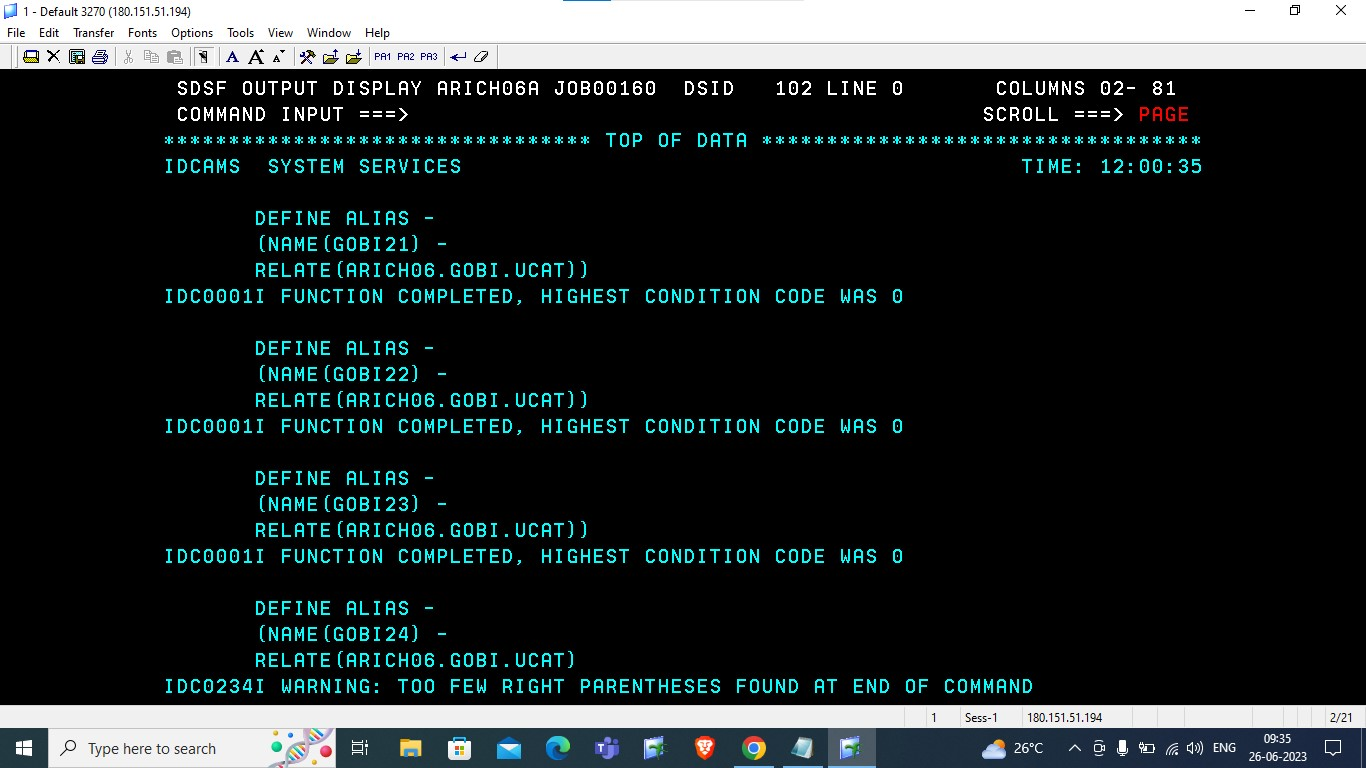 1 - Default 3270 (180.151.51.194)
File Edit Transfer Fonts Options Tools View Window Help
PA1 PA2 PA3
SDSF OUTPUT DISPLAY ARICH06A JOB00160 DSID 102 LINE 0 COLUMNS 02- 81
COMMAND INPUT ===> SCROLL ===> PAGE
********************************* TOP OF DATA **********************************
IDCAMS SYSTEM SERVICES TIME: 12:00:35
DEFINE ALIAS -
(NAME(GOBI21) -
RELATE(ARICH06.GOBI.UCAT))
IDC0001I FUNCTION COMPLETED, HIGHEST CONDITION CODE WAS 0
DEFINE ALIAS -
(NAME(GOBI22) -
RELATE(ARICH06.GOBI.UCAT))
IDC0001I FUNCTION COMPLETED, HIGHEST CONDITION CODE WAS 0
DEFINE ALIAS -
(NAME(GOBI23) -
RELATE(ARICH06.GOBI.UCAT))
IDC0001I FUNCTION COMPLETED, HIGHEST CONDITION CODE WAS 0
DEFINE ALIAS -
(NAME(GOBI24) -
RELATE(ARICH06.GOBI.UCAT)
IDC0234I WARNING: TOO FEW RIGHT PARENTHESES FOUND AT END OF COMMAND
1 Sess-1 180.151.51.194 2/21
Type here to search 26°C ENG 09:35
26-06-2023